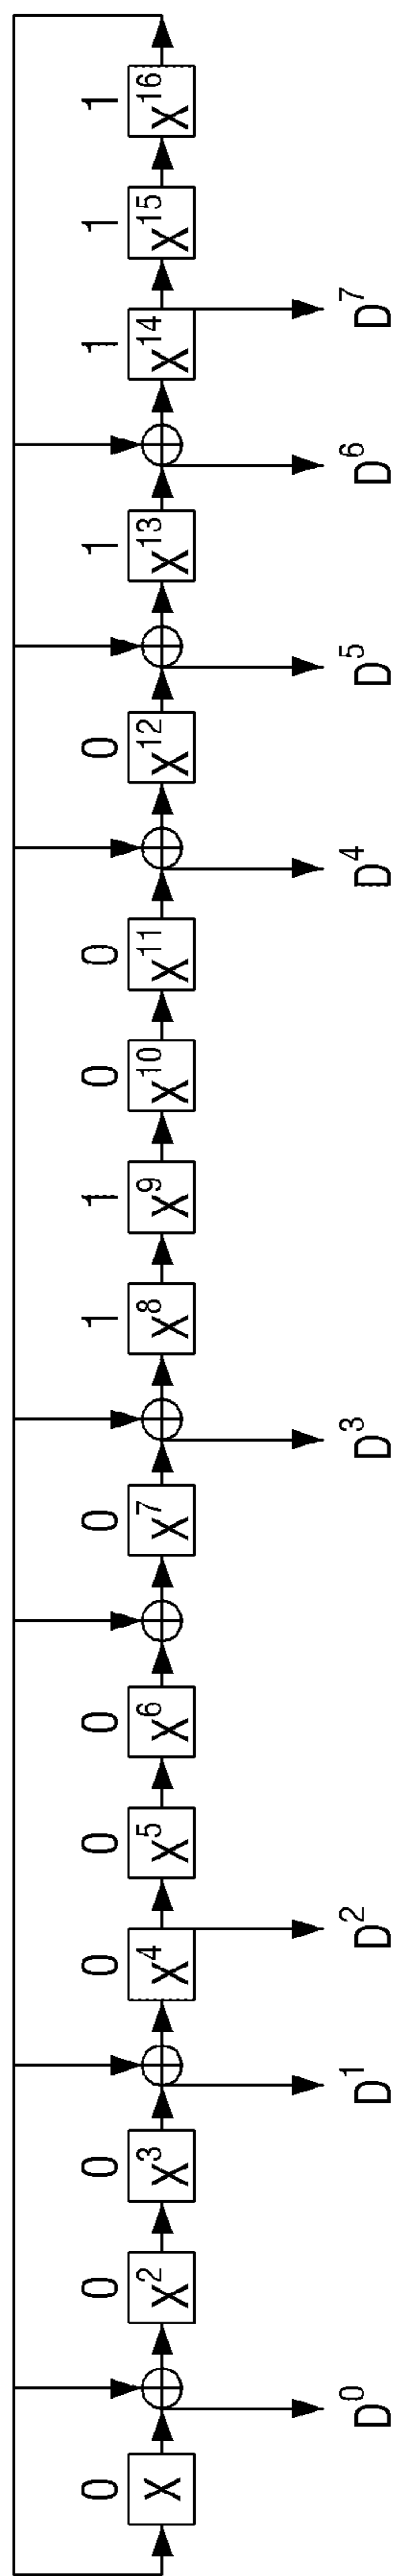 0 0 0 0 0 0 0 1 1 0 0 0 1 1 1 1
X X² X³ X⁴ X⁵ X⁶ X⁷ X⁸ X⁹ X¹⁰ X¹¹ X¹² X¹³ X¹⁴ X¹⁵ X¹⁶
D⁰ D¹ D² D³ D⁴ D⁵ D⁶ D⁷